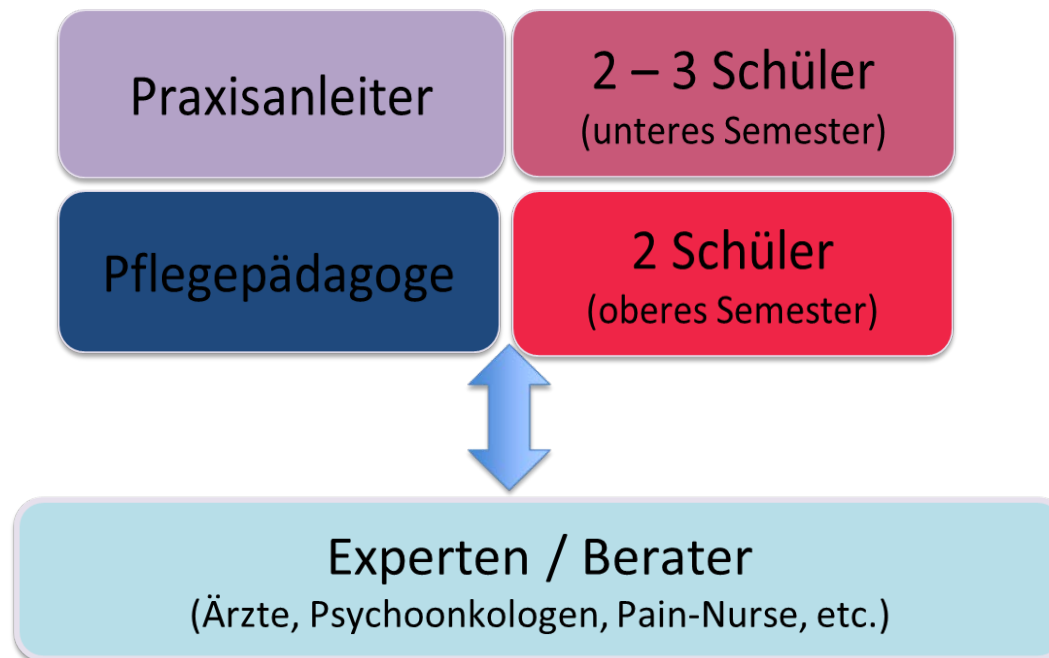 Praxisanleiter
2 – 3 Schüler
(unteres Semester)
Pflegepädagoge
2 Schüler
(oberes Semester)
Experten / Berater
(Ärzte, Psychoonkologen, Pain-Nurse, etc.)